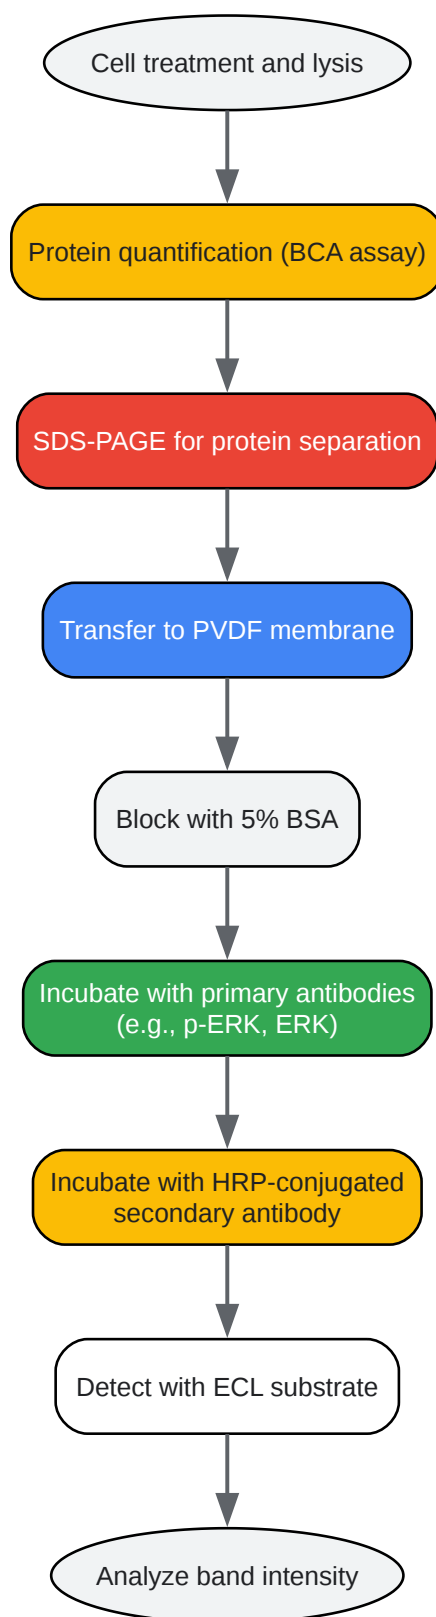 Cell treatment and lysis
Protein quantification (BCA assay)
SDS-PAGE for protein separation
Transfer to PVDF membrane
Block with 5% BSA
Incubate with primary antibodies
(e.g., p-ERK, ERK)
Incubate with HRP-conjugated
secondary antibody
Detect with ECL substrate
Analyze band intensity